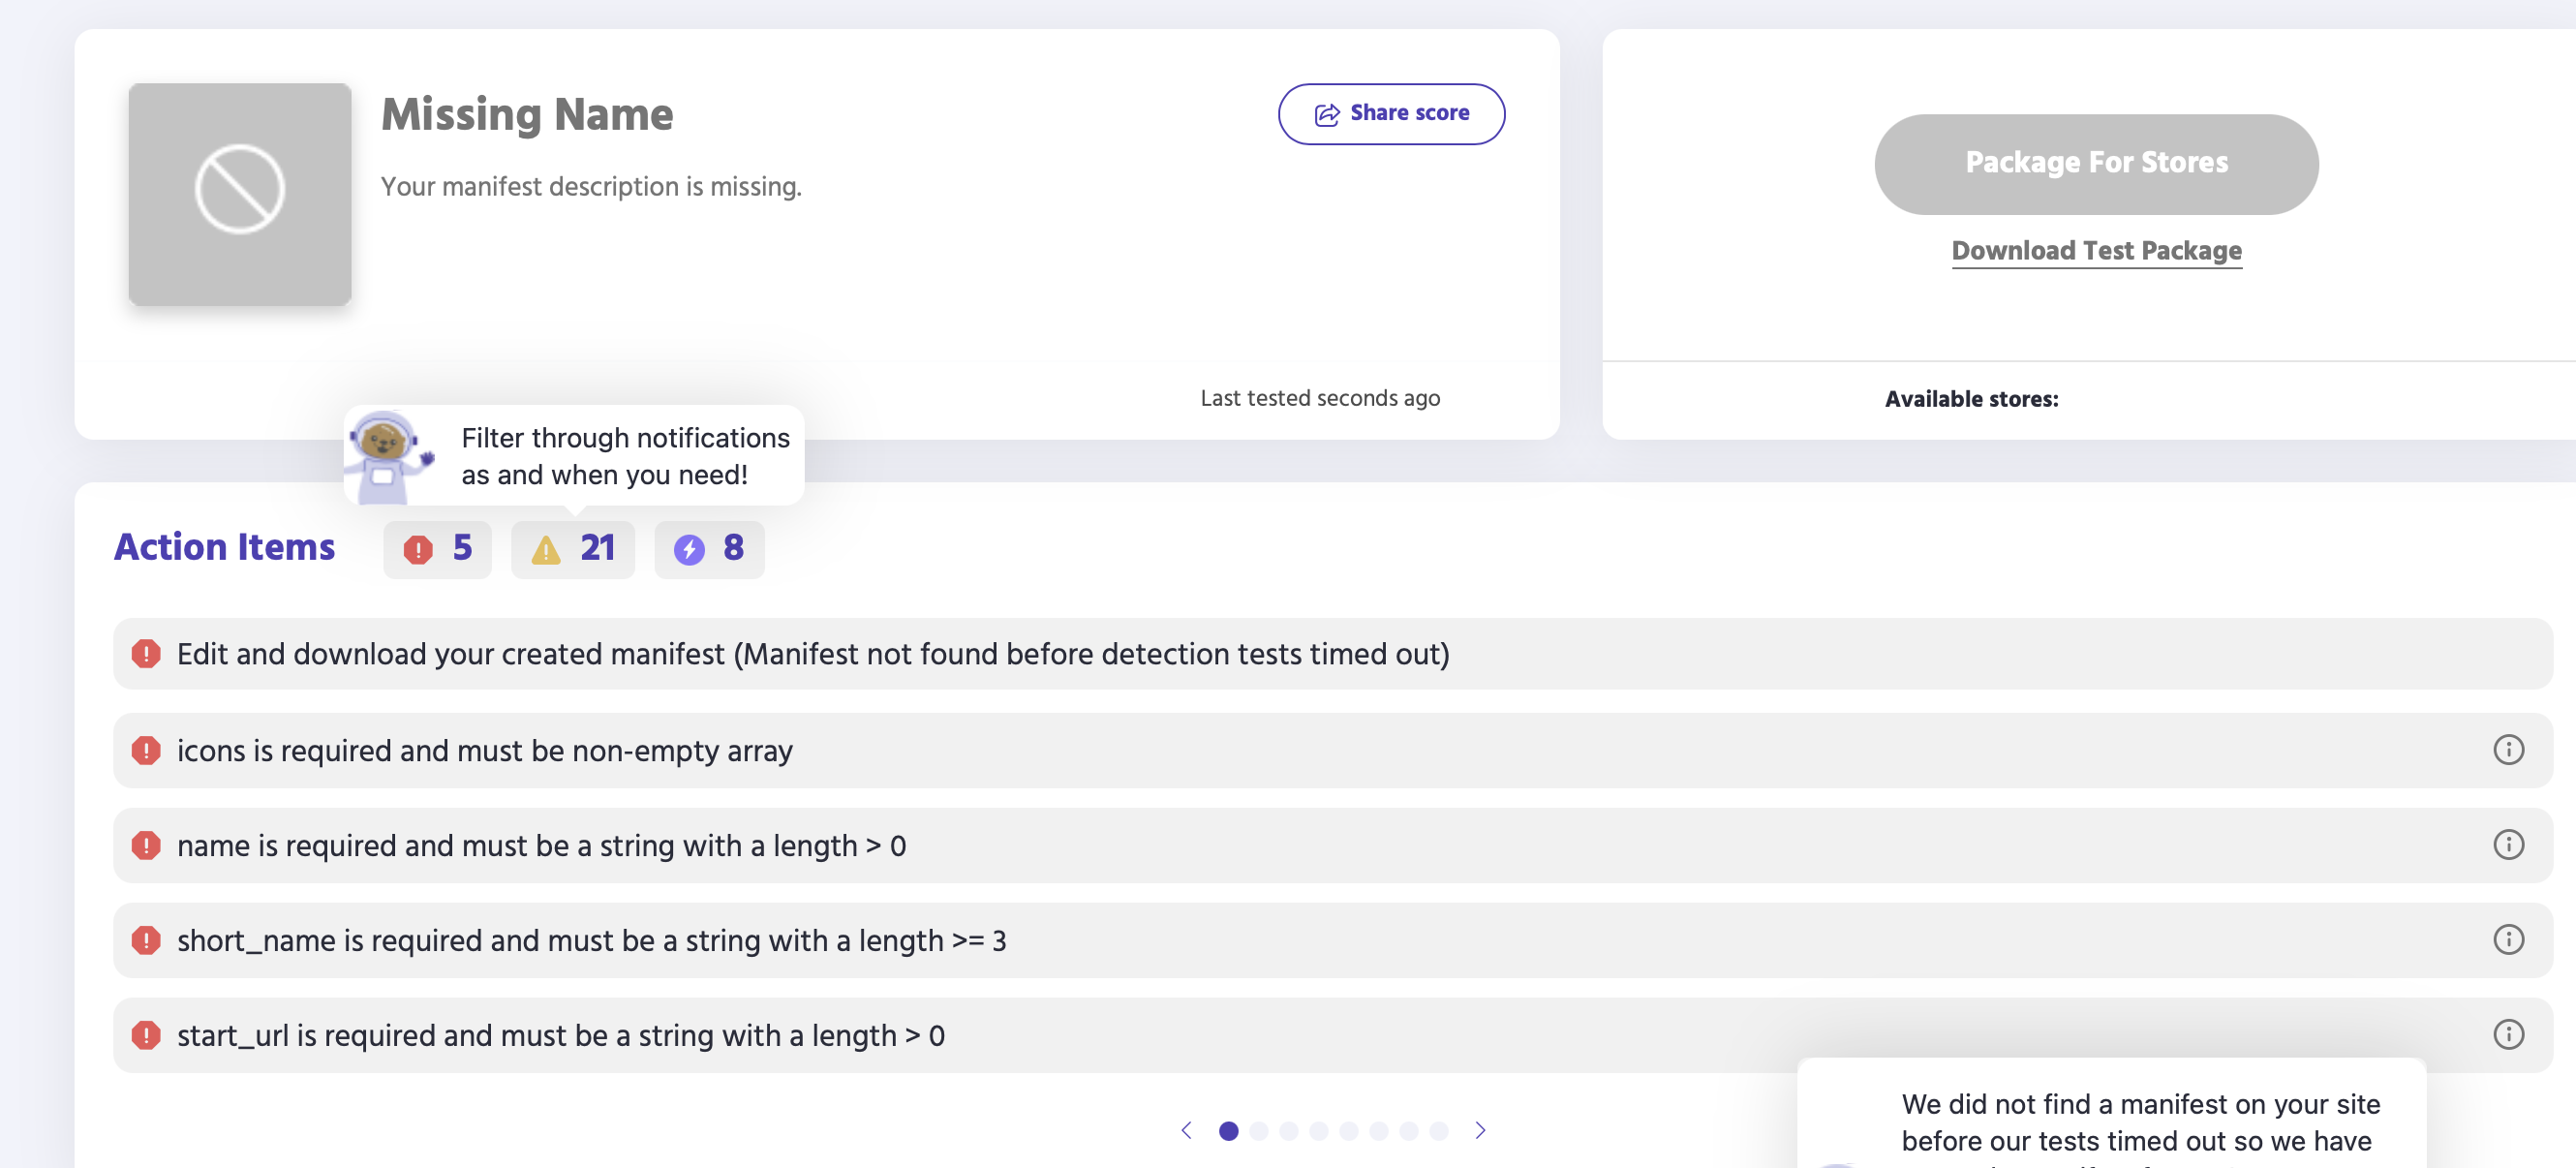 Missing Name
Your manifest description is missing.
Share score
Last tested seconds ago
Package For Stores
Download Test Package
Available stores:
Filter through notifications
as and when you need!
Action Items
5
21
8
Edit and download your created manifest (Manifest not found before detection tests timed out)
icons is required and must be non-empty array
name is required and must be a string with a length > 0
short_name is required and must be a string with a length >= 3
start_url is required and must be a string with a length > 0
We did not find a manifest on your site
before our tests timed out so we have